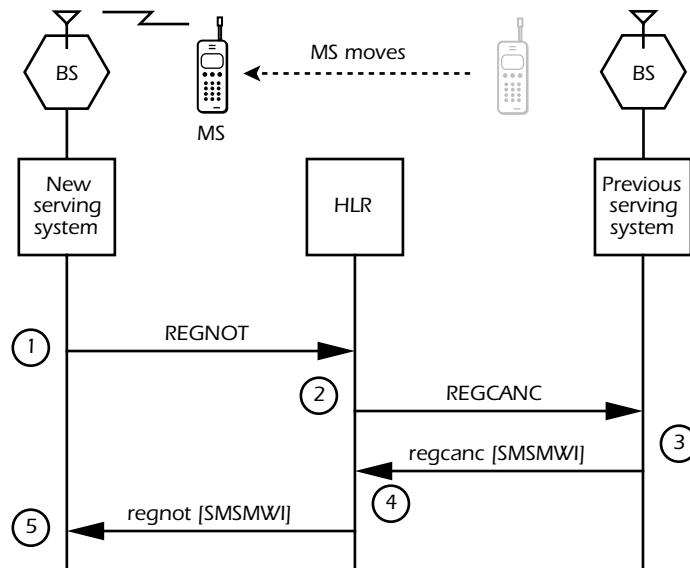 BS
MS moves
BS
MS
New
serving
system
HLR
Previous
serving
system
1
REGNOT
2
REGCANC
3
regcanc [SMSMWI]
4
5
regnot [SMSMWI]